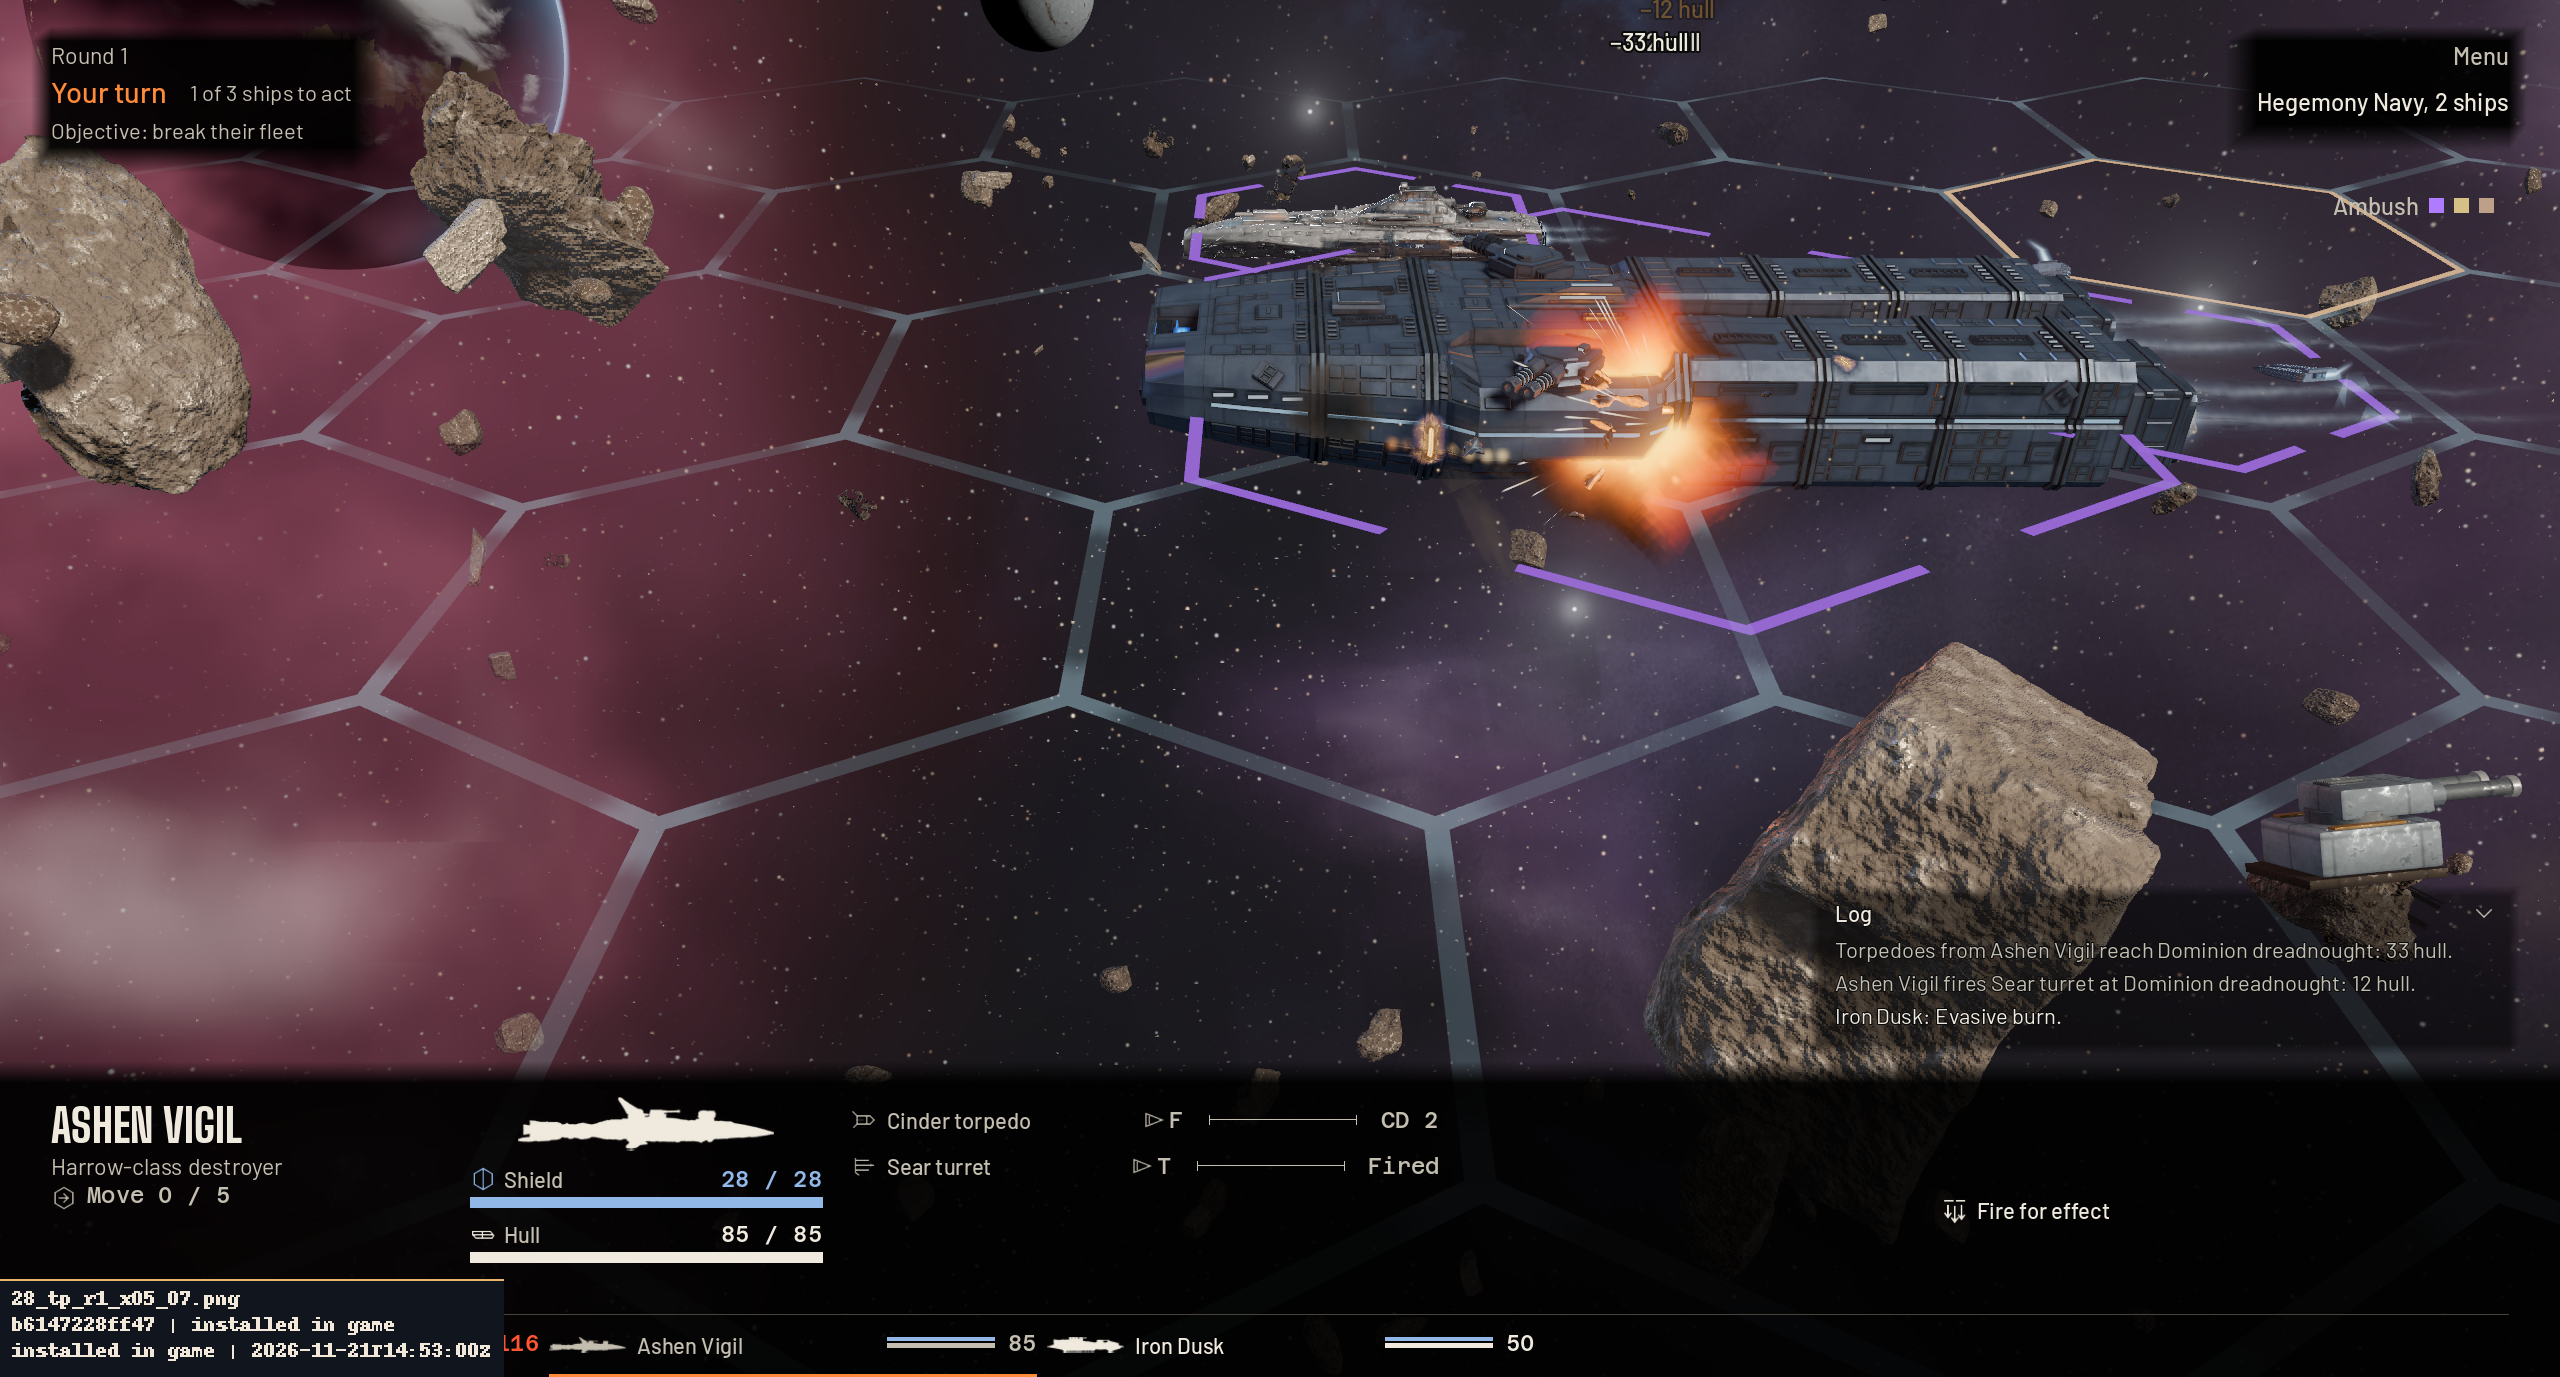 −12 hull
Round 1
Your turn 1 of 3 ships to act
Objective: break their fleet
Menu
Hegemony Navy, 2 ships
Ambush
Log
Torpedoes from Ashen Vigil reach Dominion dreadnought: 33 hull.
Ashen Vigil fires Sear turret at Dominion dreadnought: 12 hull.
Iron Dusk: Evasive burn.
ASHEN VIGIL
Harrow-class destroyer
Move 0 / 5
Shield 28 / 28
Hull 85 / 85
Cinder torpedo F CD 2
Sear turret T Fired
Fire for effect
28_tp_r1_x05_07.png
b6147228ff47 | installed in game
installed in game | 2026-11-21r14:53:00z
116 Ashen Vigil 85 Iron Dusk 50